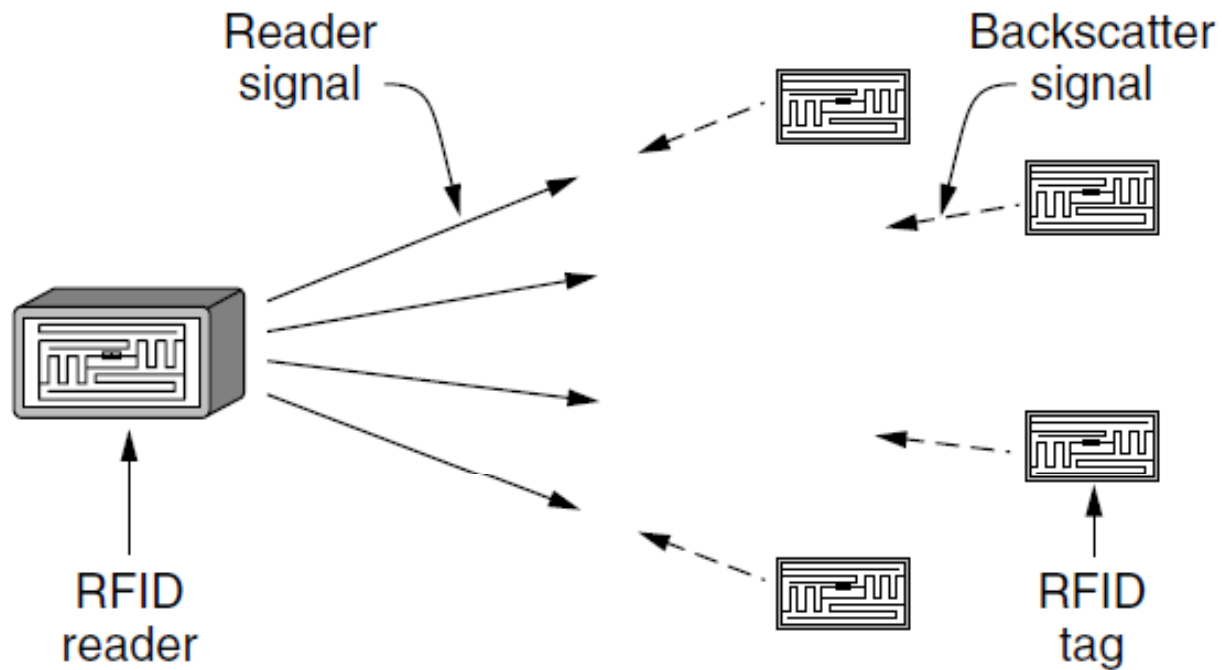 Reader
signal
Backscatter
signal
RFID
reader
RFID
tag